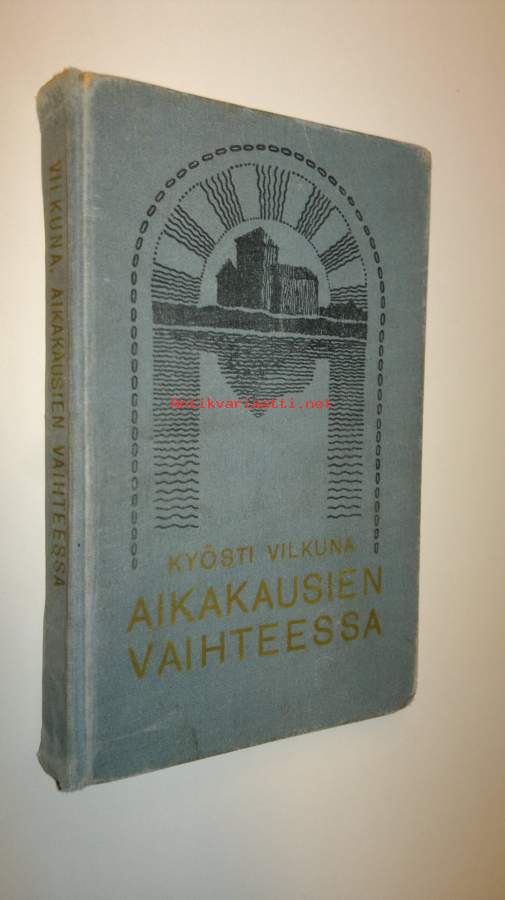 VILKUNA. AIKAKAUSIEN VAIHTEESSA
antikvariaatti.net
KYÖSTI VILKUNA
AIKAKAUSIEN
VAIHTEESSA